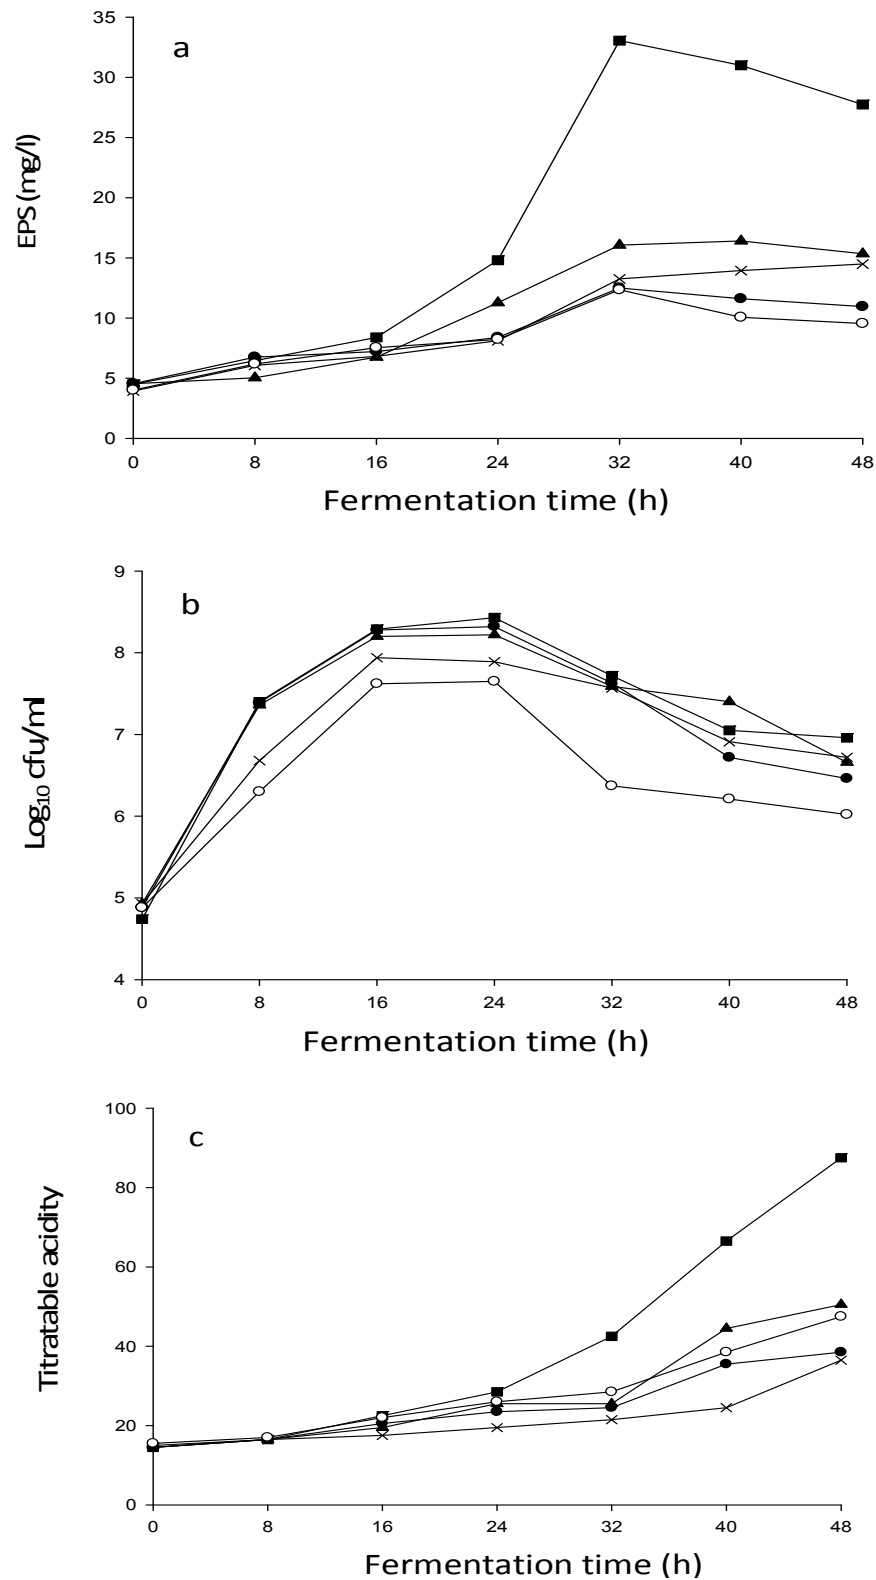 a
35
30
25
20
15
10
5
0
EPS (mg/l)
0 8 16 24 32 40 48
Fermentation time (h)
b
9
8
7
6
5
4
Log₁₀ cfu/ml
0 8 16 24 32 40 48
Fermentation time (h)
c
100
80
60
40
20
0
Titratable acidity
0 8 16 24 32 40 48
Fermentation time (h)